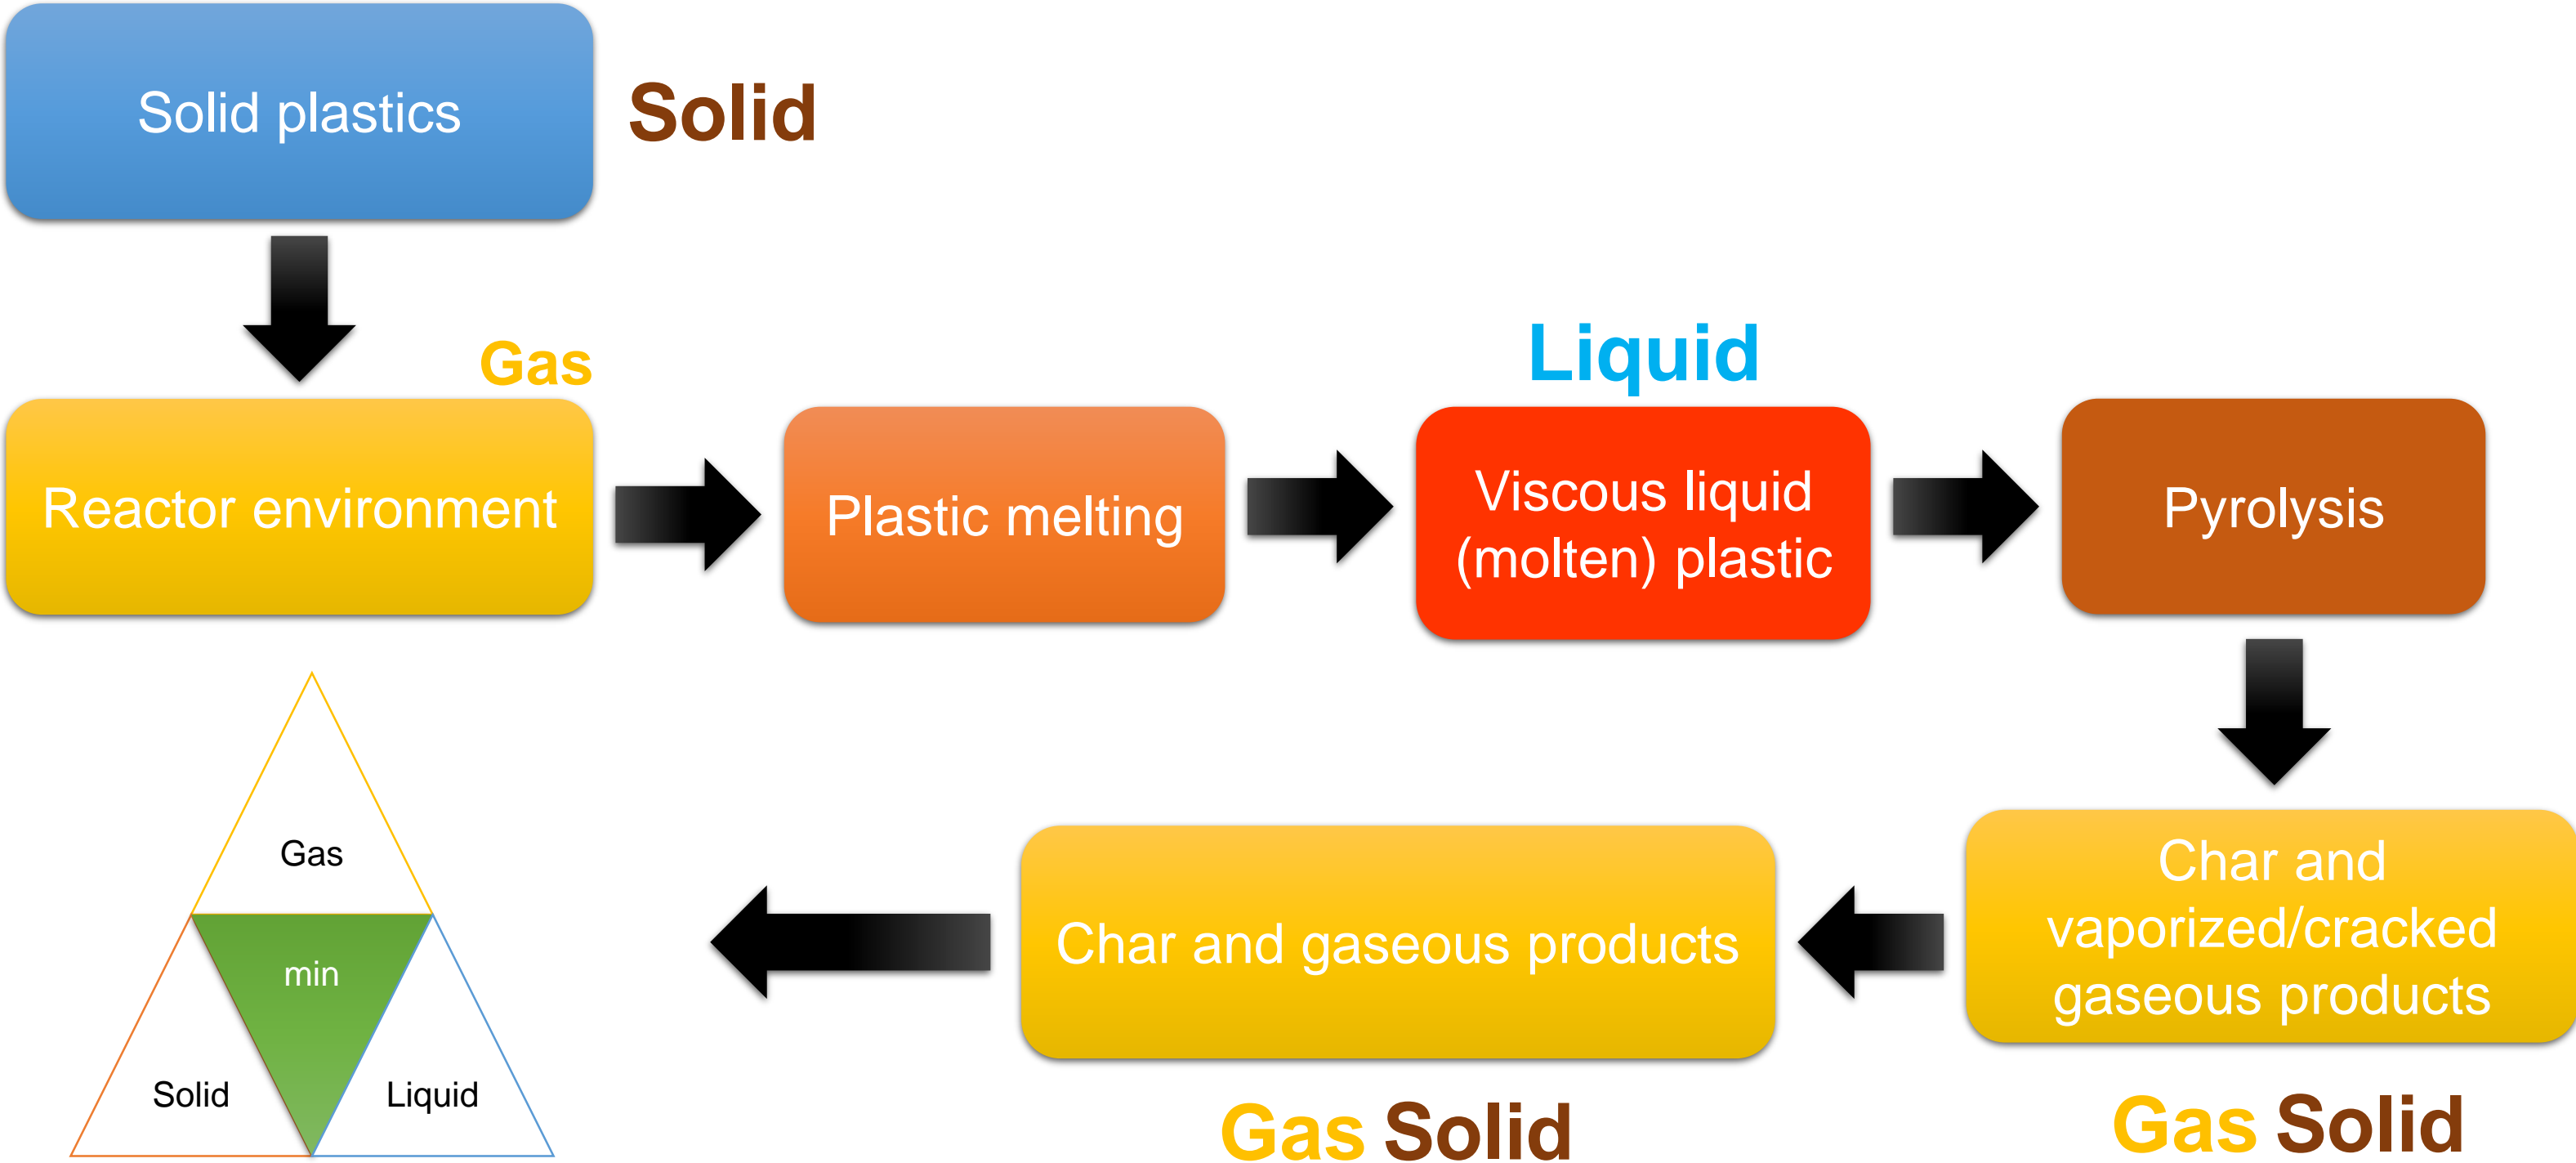 Solid plastics
Solid
Gas
Reactor environment
Plastic melting
Liquid
Viscous liquid
(molten) plastic
Pyrolysis
Char and
vaporized/cracked
gaseous products
Gas Solid
Char and gaseous products
Gas Solid
Gas
min
Solid
Liquid